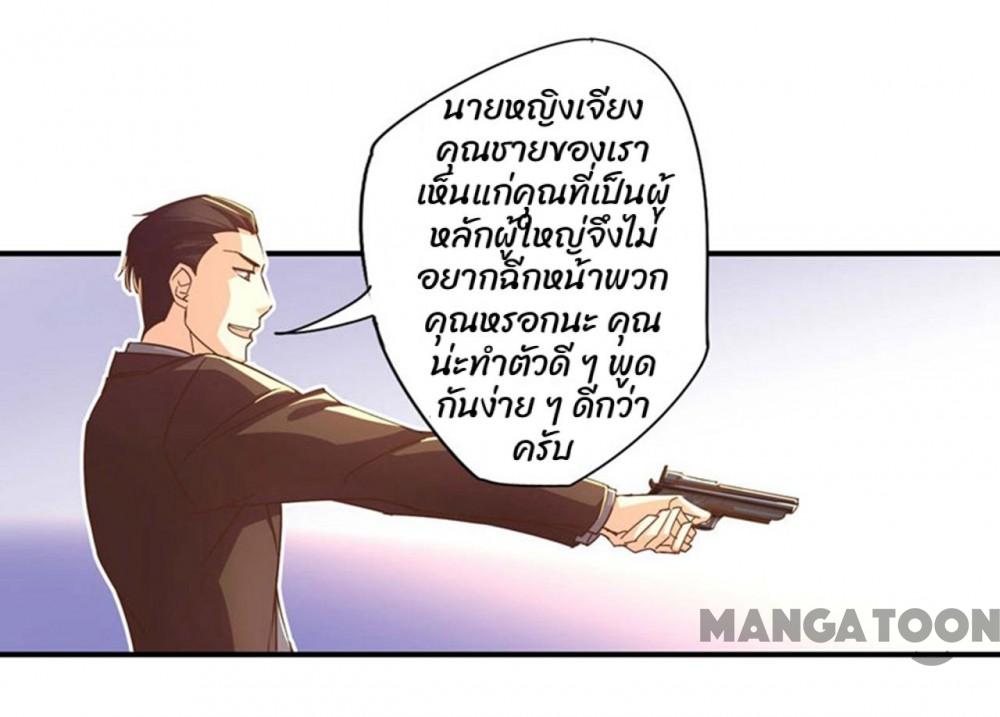 นายหญิงเจียง
คุณชายของเรา
เห็นแก่คุณที่เป็นผู้
หลักผู้ใหญ่จึงไม่
อยากฉีกหน้าพวก
คุณหรอกนะ คุณ
น่ะทำตัวดี ๆ พูด
กันง่าย ๆ ดีกว่า
ครับ
MANGATOON